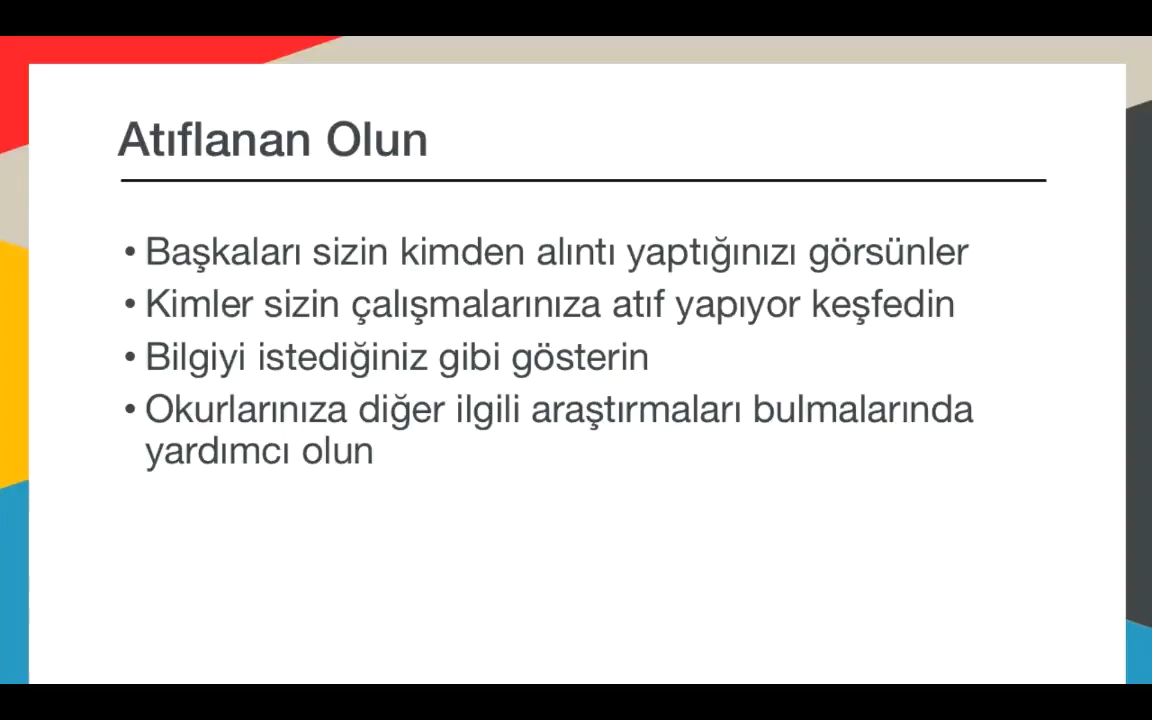 Atıflanan Olun
• Başkaları sizin kimden alıntı yaptığınızı görsünler
• Kimler sizin çalışmalarınıza atıf yapıyor keşfedin
• Bilgiyi istediğiniz gibi gösterin
• Okurlarınıza diğer ilgili araştırmaları bulmalarında
yardımcı olun